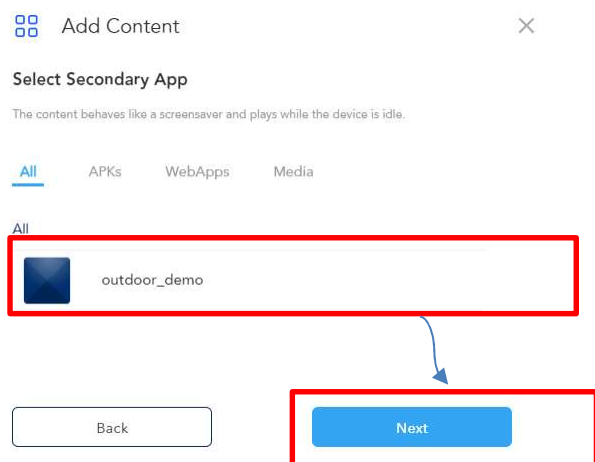 Add Content
Select Secondary App
The content behaves like a screensaver and plays while the device is idle.
All APKs WebApps Media
All
outdoor_demo
Back Next